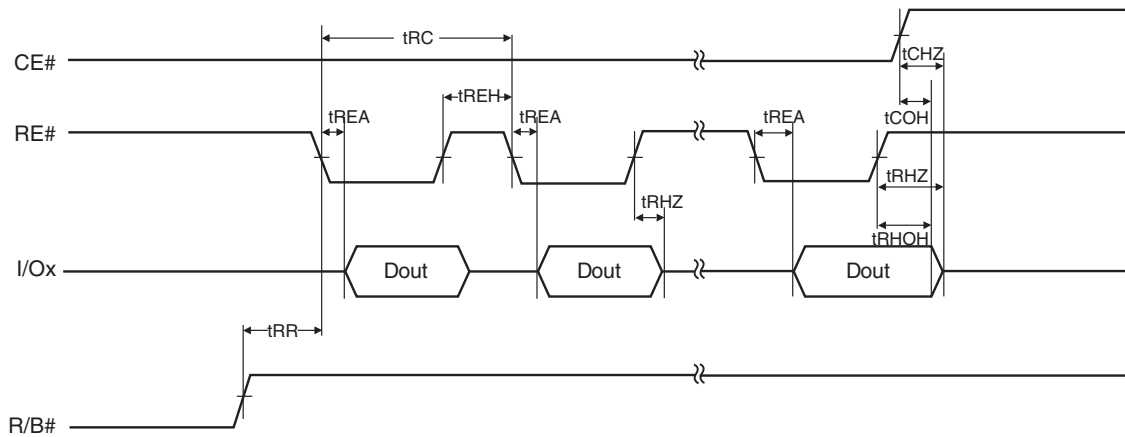 tRC
tCHZ
CE#
tREH
tREA
tREA
tREA
tCOH
RE#
tRHZ
tRHZ
tRHOH
I/Ox
Dout
Dout
Dout
tRR
R/B#